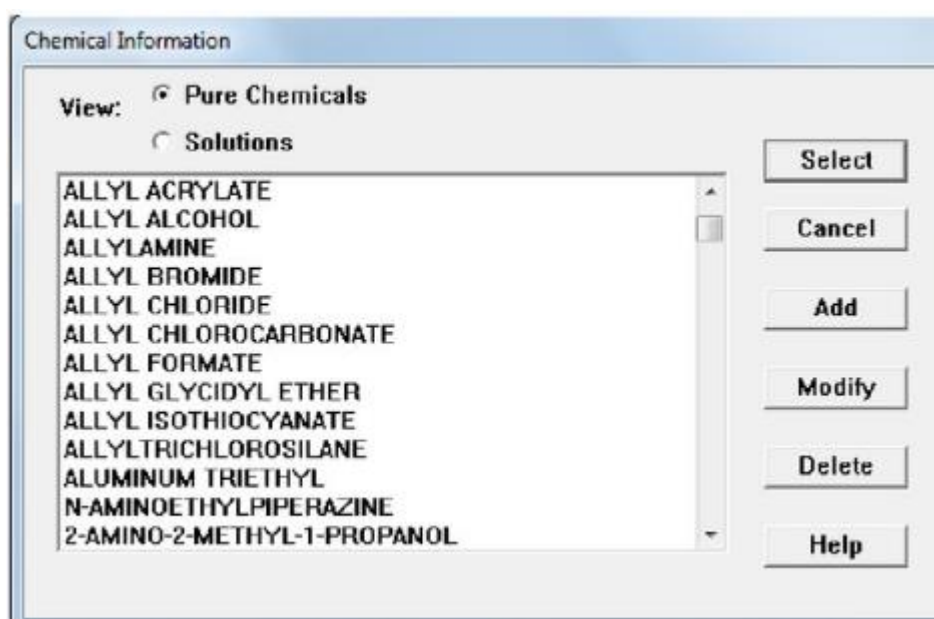 Chemical Information
View: Pure Chemicals
Solutions
ALLYL ACRYLATE
ALLYL ALCOHOL
ALLYLAMINE
ALLYL BROMIDE
ALLYL CHLORIDE
ALLYL CHLOROCARBONATE
ALLYL FORMATE
ALLYL GLYCIDYL ETHER
ALLYL ISOTHIOCYANATE
ALLYLTRICHLOROSILANE
ALUMINUM TRIETHYL
N-AMINOETHYLPIPERAZINE
2-AMINO-2-METHYL-1-PROPANOL
Select
Cancel
Add
Modify
Delete
Help